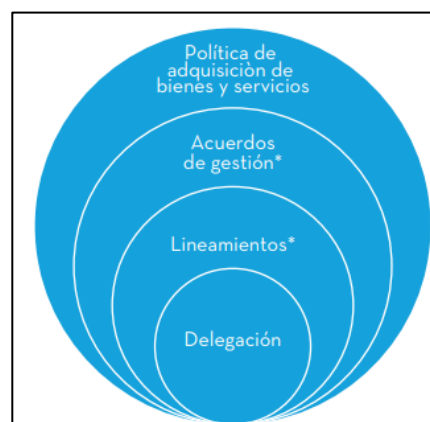 Política de
adquisiciòn de
bienes y servicios
Acuerdos
de gestión*
Lineamientos*
Delegación